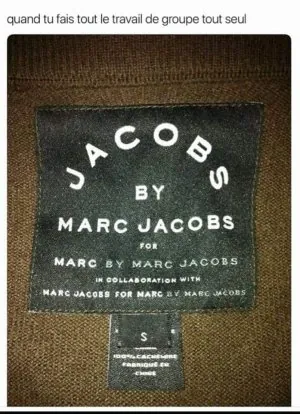 quand tu fais tout le travail de groupe tout seul
JACOBS
BY
MARC JACOBS
FOR
MARC BY MARC JACOBS
IN COLLABORATION WITH
MARC JACOBS FOR MARC BY MARC JACOBS
S
100% CACHEMIRE
FABRIQUÉ EN
CHINE